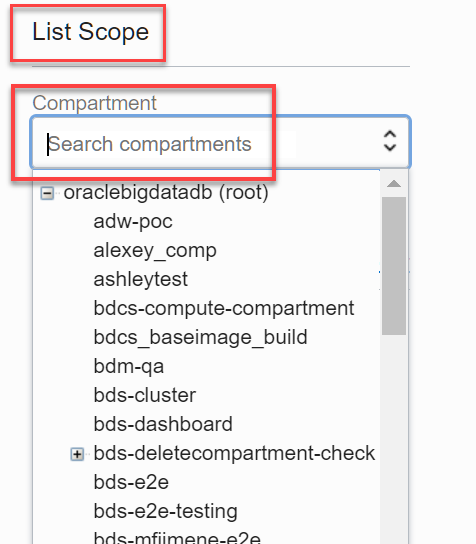 List Scope
Compartment
Search compartments
oraclebigdatadb (root)
adw-poc
alexey_comp
ashleytest
bdcs-compute-compartment
bdcs_baseimage_build
bdm-qa
bds-cluster
bds-dashboard
bds-deletecompartment-check
bds-e2e
bds-e2e-testing